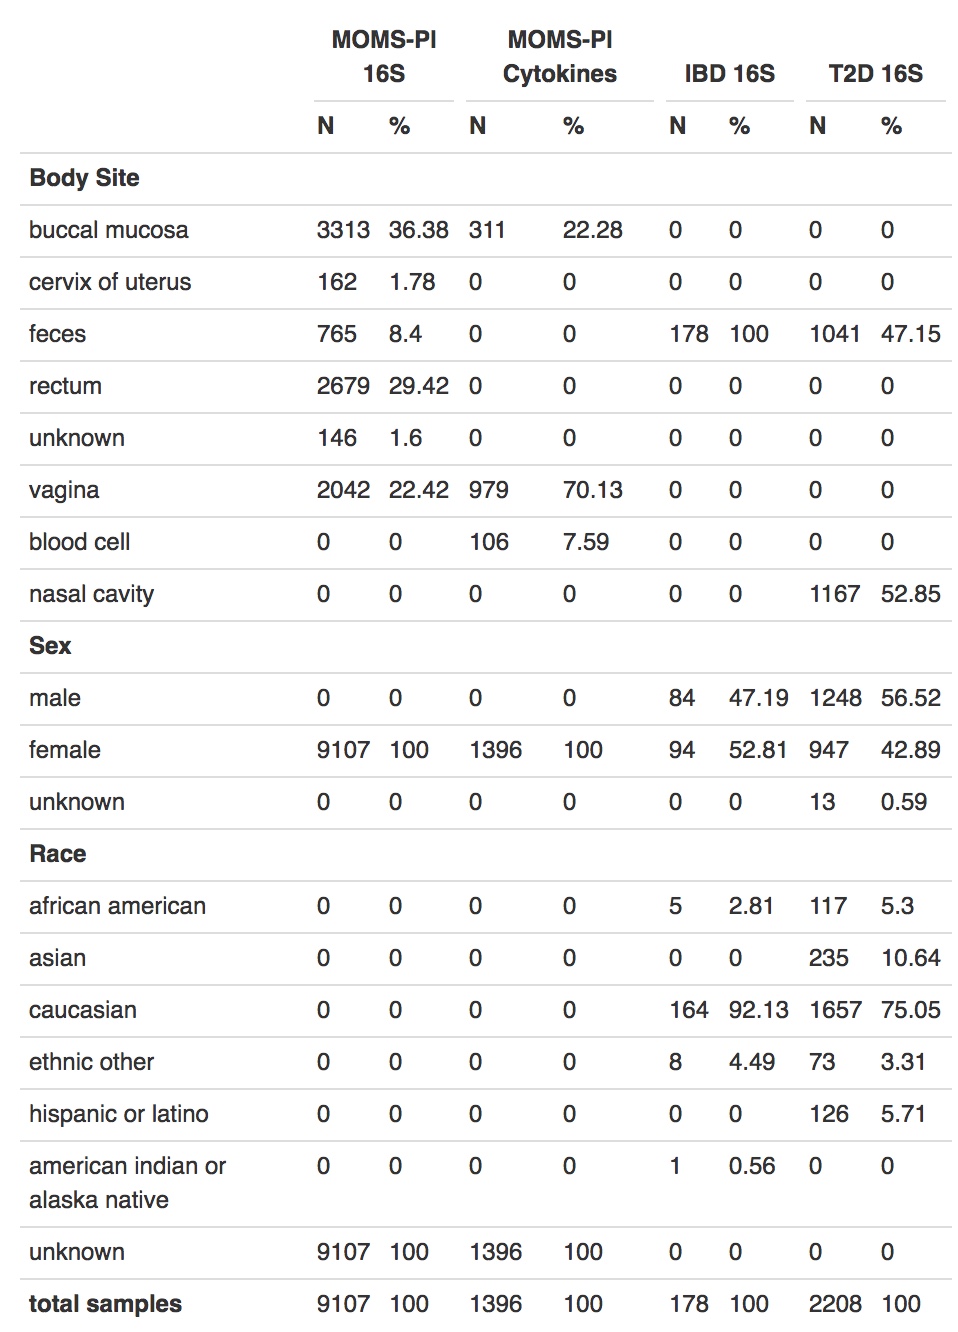 MOMS-PI MOMS-PI
16S Cytokines IBD 16S T2D 16S
N % N % N % N %
Body Site
buccal mucosa 3313 36.38 311 22.28 0 0 0 0
cervix of uterus 162 1.78 0 0 0 0 0 0
feces 765 8.4 0 0 178 100 1041 47.15
rectum 2679 29.42 0 0 0 0 0 0
unknown 146 1.6 0 0 0 0 0 0
vagina 2042 22.42 979 70.13 0 0 0 0
blood cell 0 0 106 7.59 0 0 0 0
nasal cavity 0 0 0 0 0 0 1167 52.85
Sex
male 0 0 0 0 84 47.19 1248 56.52
female 9107 100 1396 100 94 52.81 947 42.89
unknown 0 0 0 0 0 0 13 0.59
Race
african american 0 0 0 0 5 2.81 117 5.3
asian 0 0 0 0 0 0 235 10.64
caucasian 0 0 0 0 164 92.13 1657 75.05
ethnic other 0 0 0 0 8 4.49 73 3.31
hispanic or latino 0 0 0 0 0 0 126 5.71
american indian or 0 0 0 0 1 0.56 0 0
alaska native
unknown 9107 100 1396 100 0 0 0 0
total samples 9107 100 1396 100 178 100 2208 100